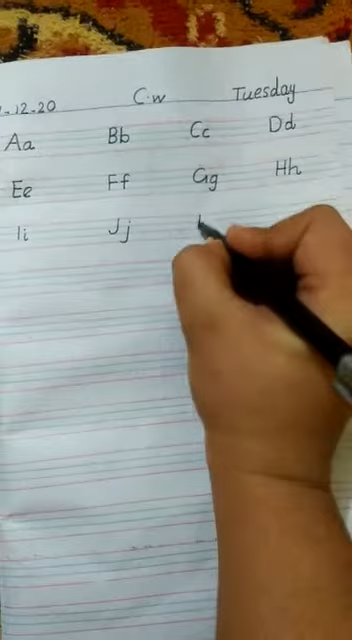 -12-20 C.w Tuesday
Aa Bb Cc Dd
Ee Ff Gg Hh
Ii Jj